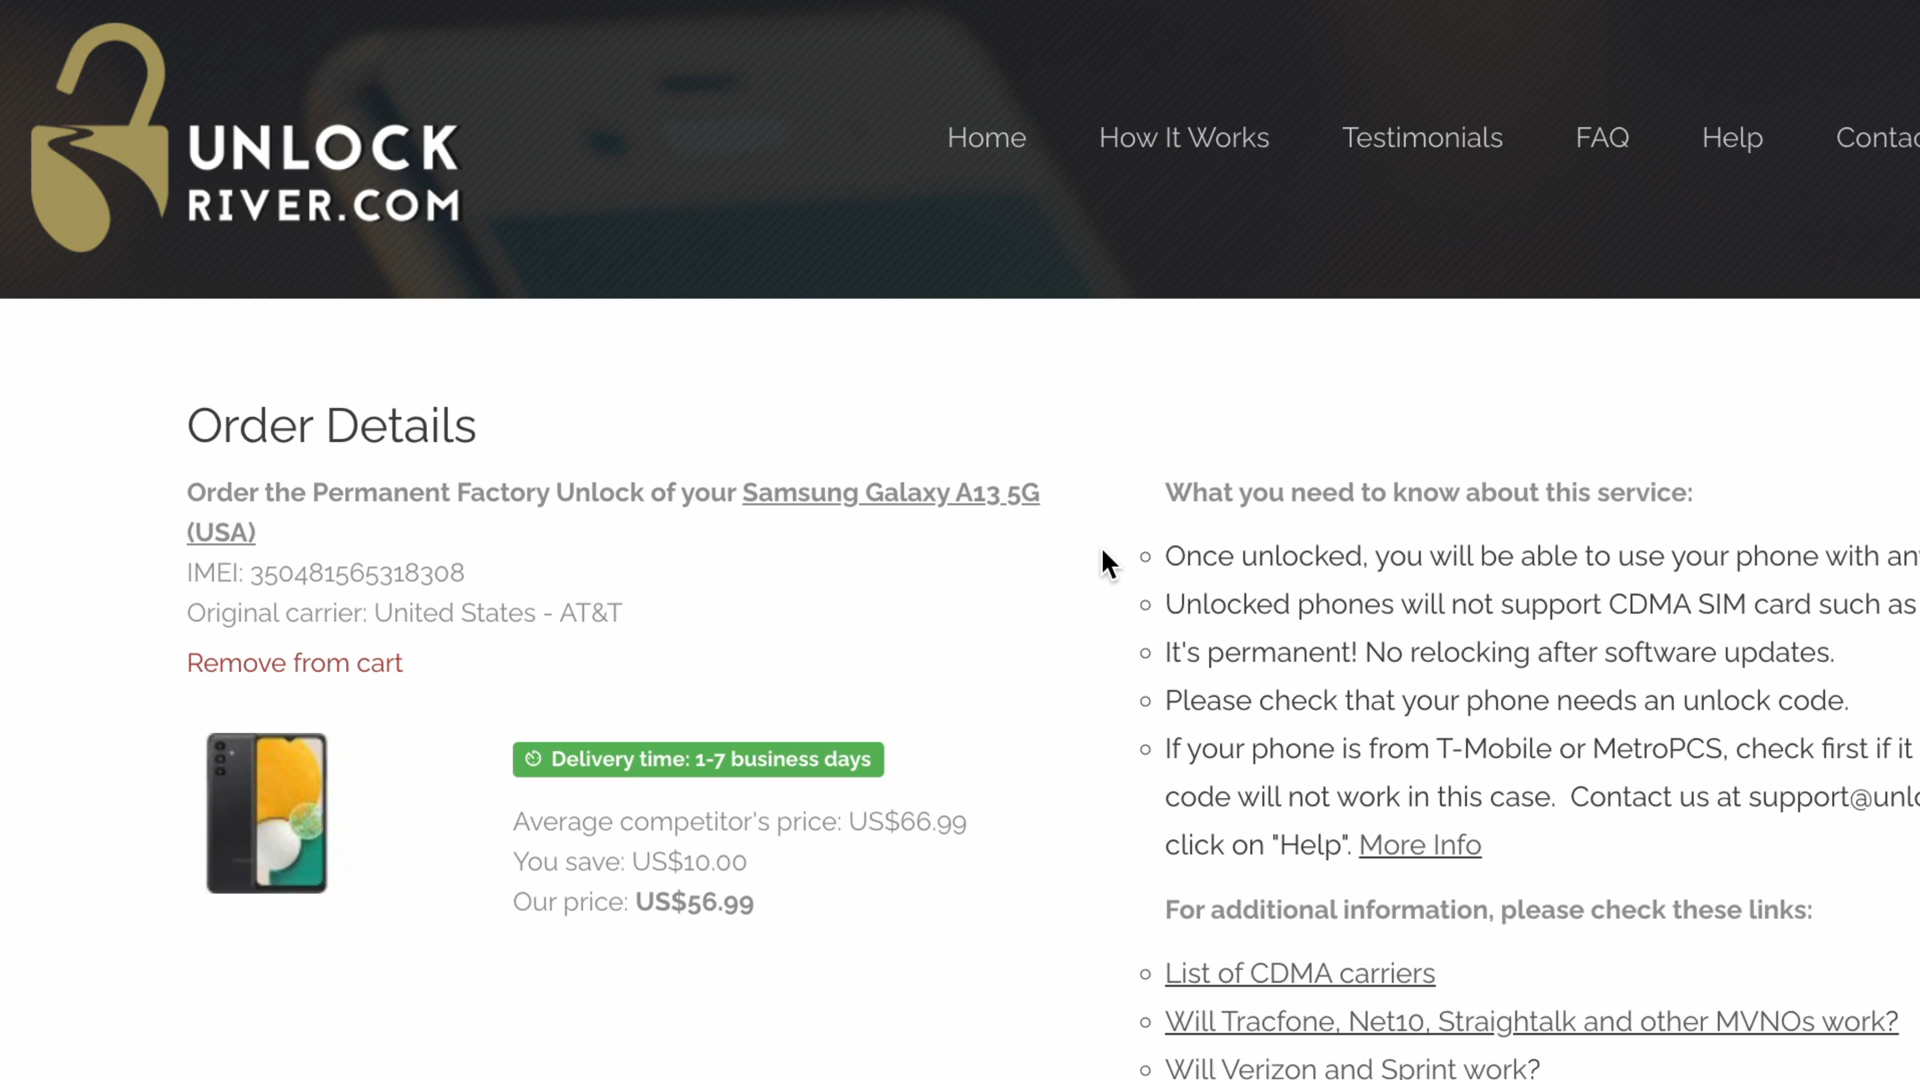 UNLOCK
RIVER.COM
Home How It Works Testimonials FAQ Help Contac
Order Details
Order the Permanent Factory Unlock of your Samsung Galaxy A13 5G
(USA)
IMEI: 350481565318308
Original carrier: United States - AT&T
Remove from cart
Delivery time: 1-7 business days
Average competitor's price: US$66.99
You save: US$10.00
Our price: US$56.99
What you need to know about this service:
Once unlocked, you will be able to use your phone with an
Unlocked phones will not support CDMA SIM card such as
It's permanent! No relocking after software updates.
Please check that your phone needs an unlock code.
If your phone is from T-Mobile or MetroPCS, check first if it
code will not work in this case. Contact us at support@unlo
click on "Help". More Info
For additional information, please check these links:
List of CDMA carriers
Will Tracfone, Net10, Straightalk and other MVNOs work?
Will Verizon and Sprint work?